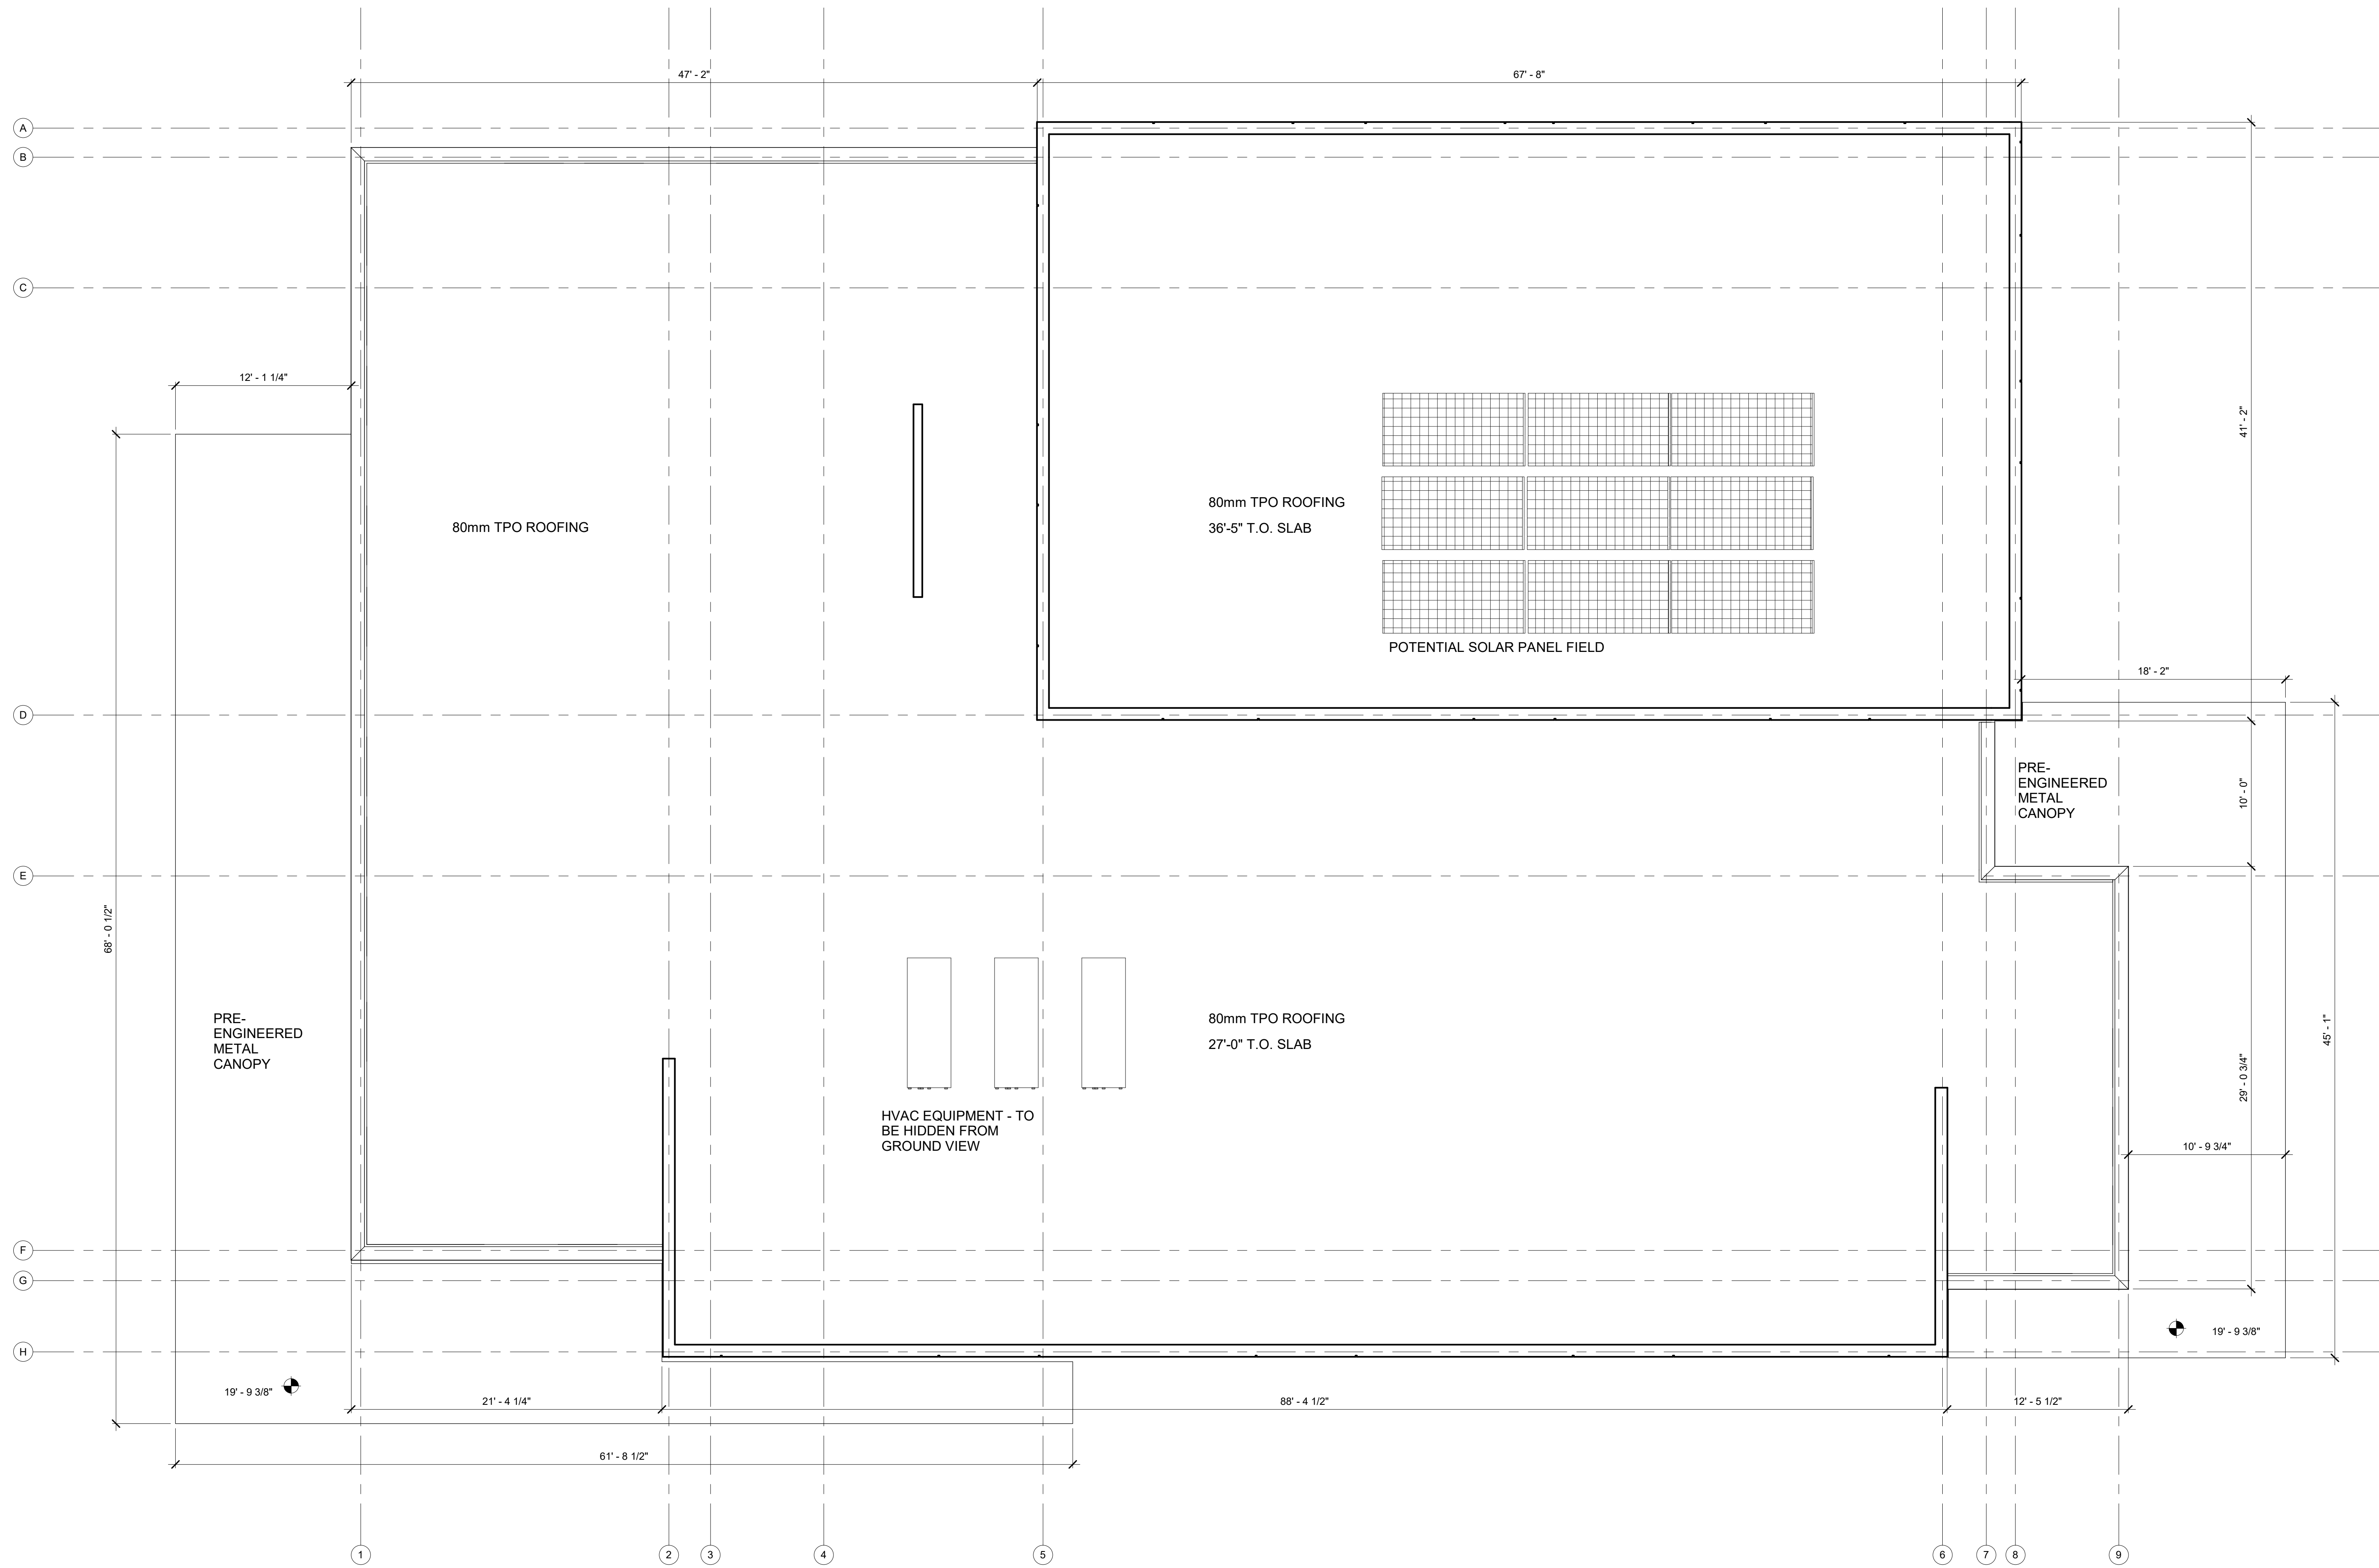 47' - 2"
67' - 8"
A
B
C
12' - 1 1/4"
41' - 2"
80mm TPO ROOFING
80mm TPO ROOFING
36'-5" T.O. SLAB
POTENTIAL SOLAR PANEL FIELD
18' - 2"
D
PRE-
ENGINEERED
METAL
CANOPY
10' - 0"
E
68' - 0 1/2"
PRE-
ENGINEERED
METAL
CANOPY
80mm TPO ROOFING
27'-0" T.O. SLAB
45' - 1"
29' - 0 3/4"
HVAC EQUIPMENT - TO
BE HIDDEN FROM
GROUND VIEW
10' - 9 3/4"
F
G
H
19' - 9 3/8"
19' - 9 3/8"
21' - 4 1/4"
88' - 4 1/2"
12' - 5 1/2"
61' - 8 1/2"
1
2
3
4
5
6
7
8
9